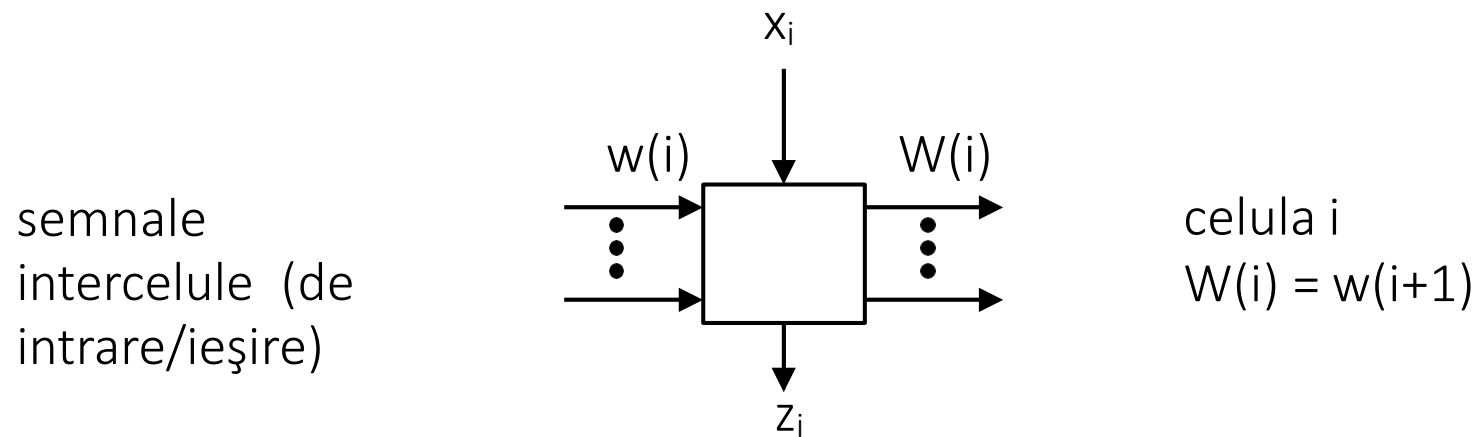 xᵢ
w(i)
W(i)
semnale
intercelule (de
intrare/ieşire)
celula i
W(i) = w(i+1)
zᵢ